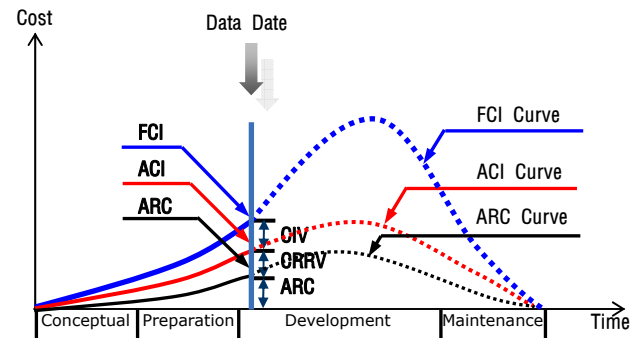 Cost
Data Date
FCI
ACI
ARC
FCI Curve
ACI Curve
ARC Curve
CIV
CRRV
ARC
Conceptual
Preparation
Development
Maintenance
Time